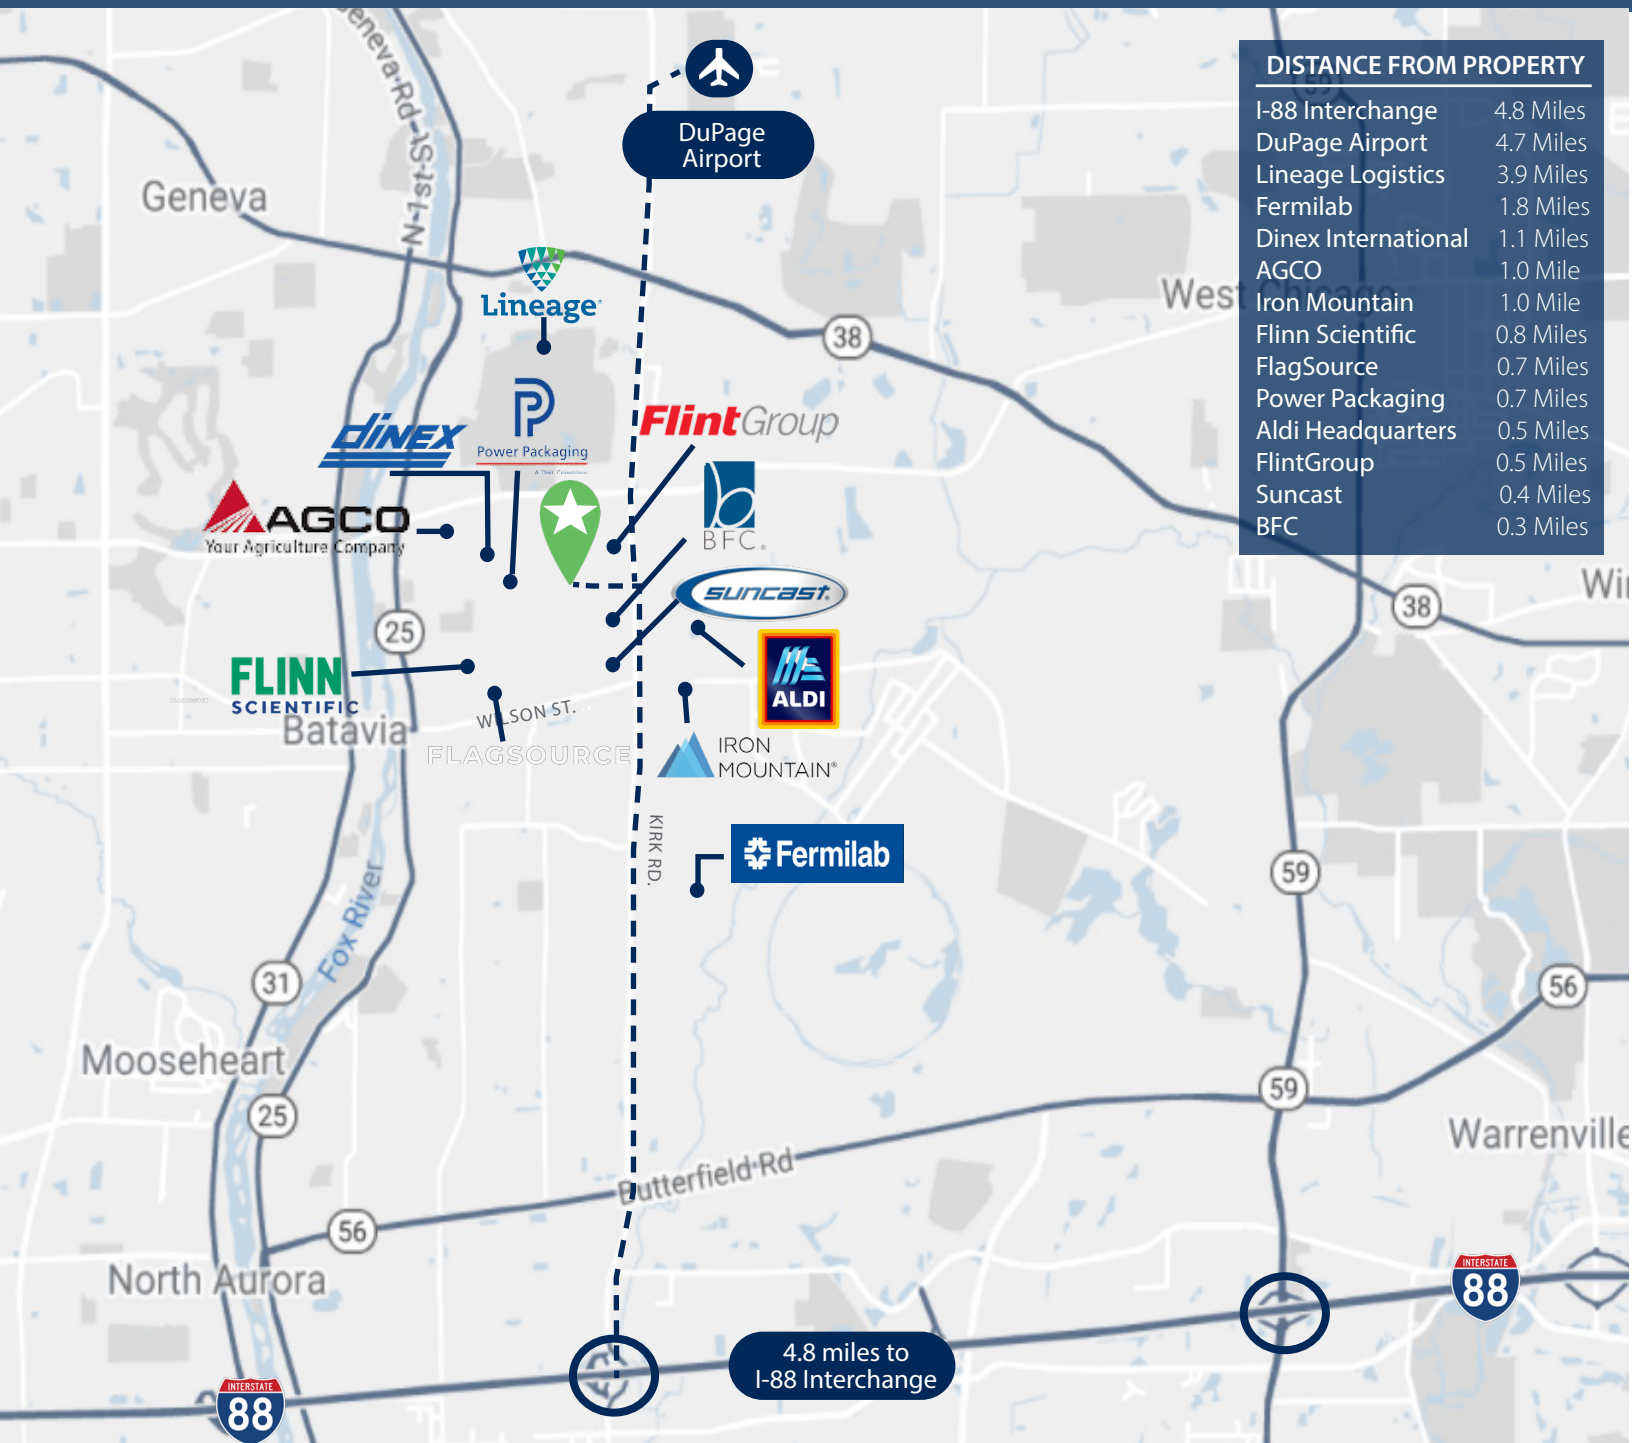 DuPage
Airport
DISTANCE FROM PROPERTY
I-88 Interchange 4.8 Miles
DuPage Airport 4.7 Miles
Lineage Logistics 3.9 Miles
Fermilab 1.8 Miles
Dinex International 1.1 Miles
AGCO 1.0 Mile
Iron Mountain 1.0 Mile
Flinn Scientific 0.8 Miles
FlagSource 0.7 Miles
Power Packaging 0.7 Miles
Aldi Headquarters 0.5 Miles
FlintGroup 0.5 Miles
Suncast 0.4 Miles
BFC 0.3 Miles
59
Geneva Rd
N 1st St
Geneva
West Chicago
Lineage
38
dinex
Power Packaging
FlintGroup
BFC®
AGCO
Your Agriculture Company
suncast®
38
25
FLINN
SCIENTIFIC
ALDI
Batavia
WILSON ST.
FLAGSOURCE
IRON
MOUNTAIN®
KIRK RD.
Fermilab
59
Fox River
31
56
Mooseheart
59
25
Warrenville
Butterfield Rd
56
North Aurora
INTERSTATE
88
4.8 miles to
I-88 Interchange
INTERSTATE
88